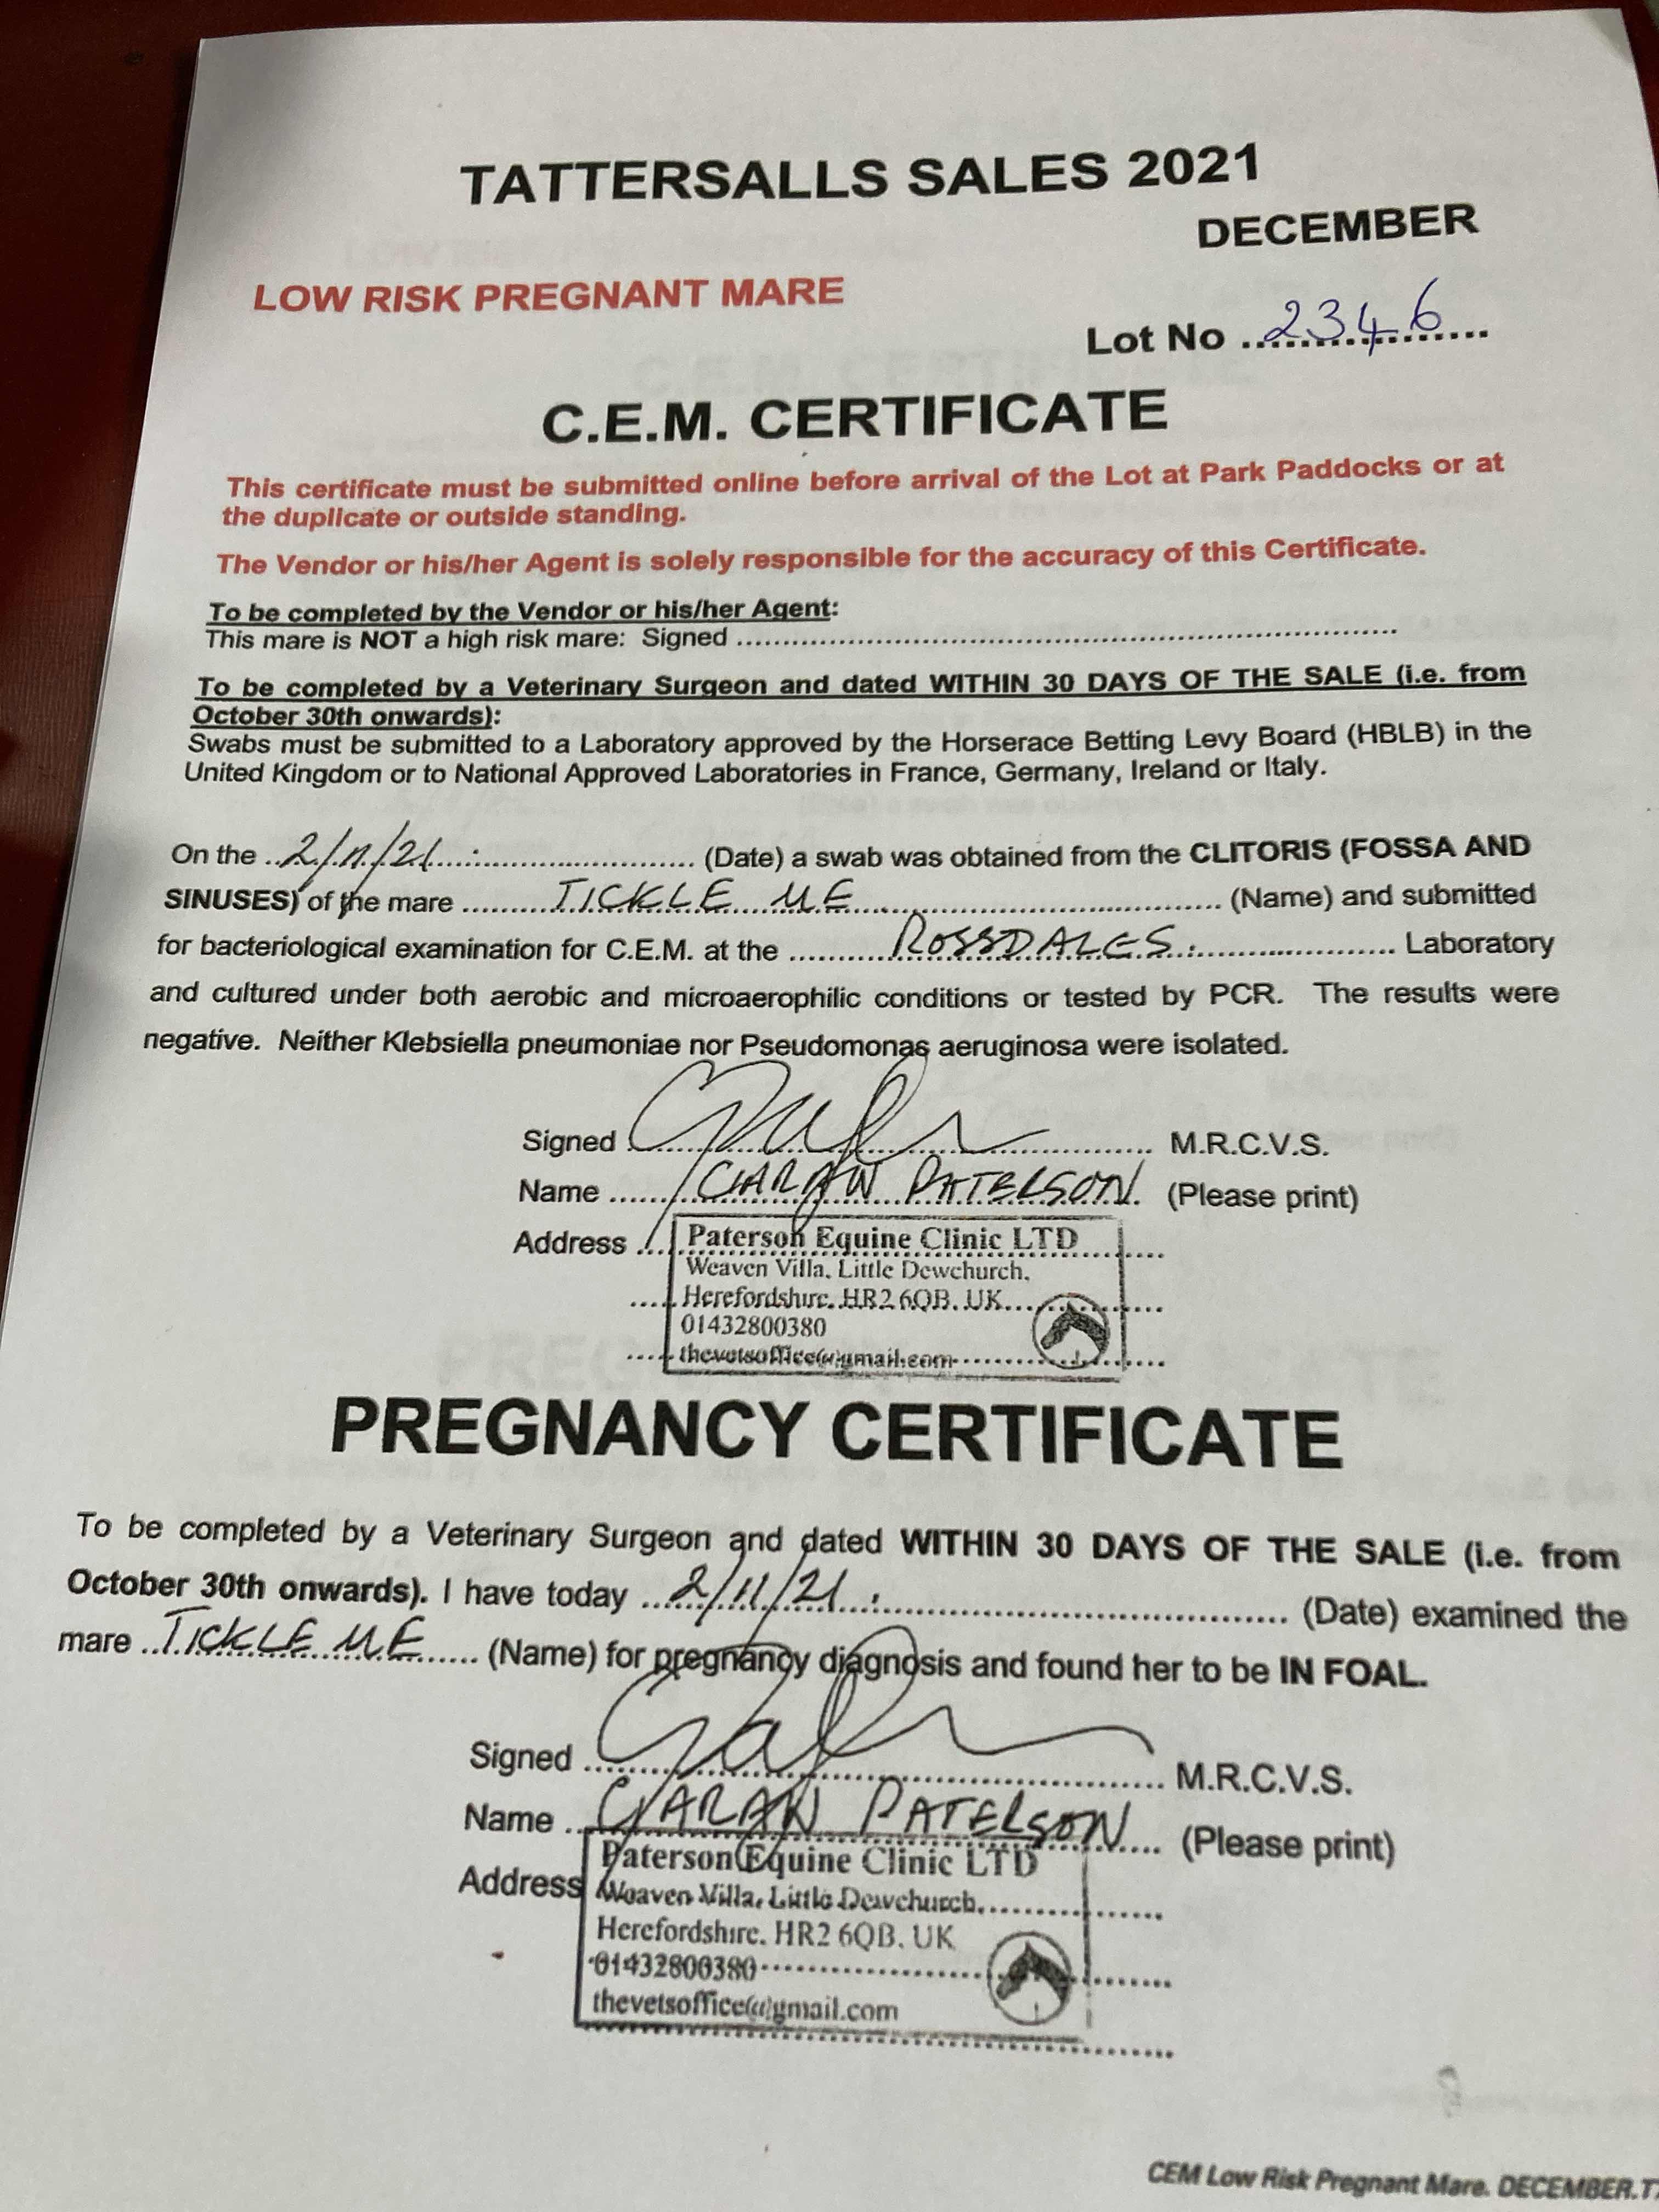 TATTERSALLS SALES 2021
DECEMBER
LOW RISK PREGNANT MARE
Lot No ...2346...
C.E.M. CERTIFICATE
This certificate must be submitted online before arrival of the Lot at Park Paddocks or at
the duplicate or outside standing.
The Vendor or his/her Agent is solely responsible for the accuracy of this Certificate.
To be completed by the Vendor or his/her Agent:
This mare is NOT a high risk mare: Signed ........................................
To be completed by a Veterinary Surgeon and dated WITHIN 30 DAYS OF THE SALE (i.e. from
October 30th onwards):
Swabs must be submitted to a Laboratory approved by the Horserace Betting Levy Board (HBLB) in the
United Kingdom or to National Approved Laboratories in France, Germany, Ireland or Italy.
On the ..2/11/21.... (Date) a swab was obtained from the CLITORIS (FOSSA AND
SINUSES) of the mare ....TICKLE ME.... (Name) and submitted
for bacteriological examination for C.E.M. at the ....ROSSDALES.... Laboratory
and cultured under both aerobic and microaerophilic conditions or tested by PCR. The results were
negative. Neither Klebsiella pneumoniae nor Pseudomonas aeruginosa were isolated.
Signed .... M.R.C.V.S.
Name ....CIARAN PATERSON. (Please print)
Address .... Paterson Equine Clinic LTD
Weaven Villa, Little Dewchurch,
Herefordshire, HR2 6QB. UK
01432800380
thevetsoffice@gmail.com
PREGNANCY CERTIFICATE
To be completed by a Veterinary Surgeon and dated WITHIN 30 DAYS OF THE SALE (i.e. from
October 30th onwards). I have today ...2/11/21.... (Date) examined the
mare ..TICKLE ME.... (Name) for pregnancy diagnosis and found her to be IN FOAL.
Signed .... M.R.C.V.S.
Name ..CIARAN PATERSON.... (Please print)
Address Paterson Equine Clinic LTD
Weaven Villa, Little Dewchurch,
Herefordshire, HR2 6QB. UK
01432800380
thevetsoffice@gmail.com
CEM Low Risk Pregnant Mare. DECEMBER.